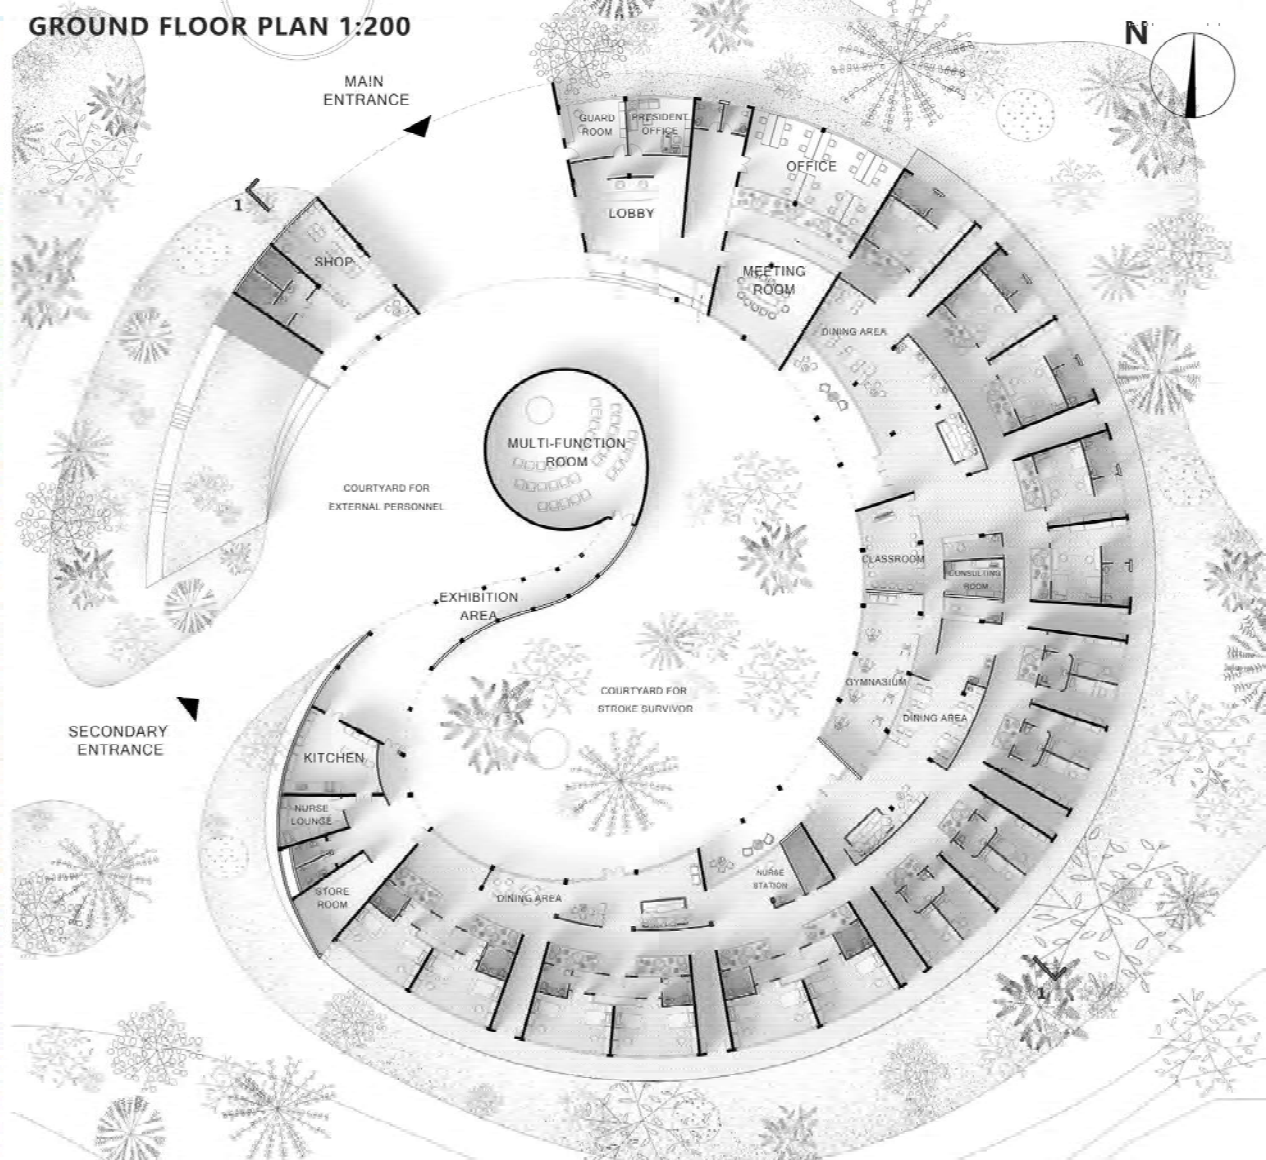 GROUND FLOOR PLAN 1:200
N
MAIN
ENTRANCE
GUARD
ROOM
PRESIDENT
OFFICE
OFFICE
1
LOBBY
SHOP
MEETING
ROOM
DINING AREA
MULTI-FUNCTION
ROOM
COURTYARD FOR
EXTERNAL PERSONNEL
CLASSROOM
CONSULTING
ROOM
EXHIBITION
AREA
GYMNASIUM
COURTYARD FOR
STROKE SURVIVOR
DINING AREA
SECONDARY
ENTRANCE
KITCHEN
NURSE
LOUNGE
NURSE
STATION
STORE
ROOM
DINING AREA
1